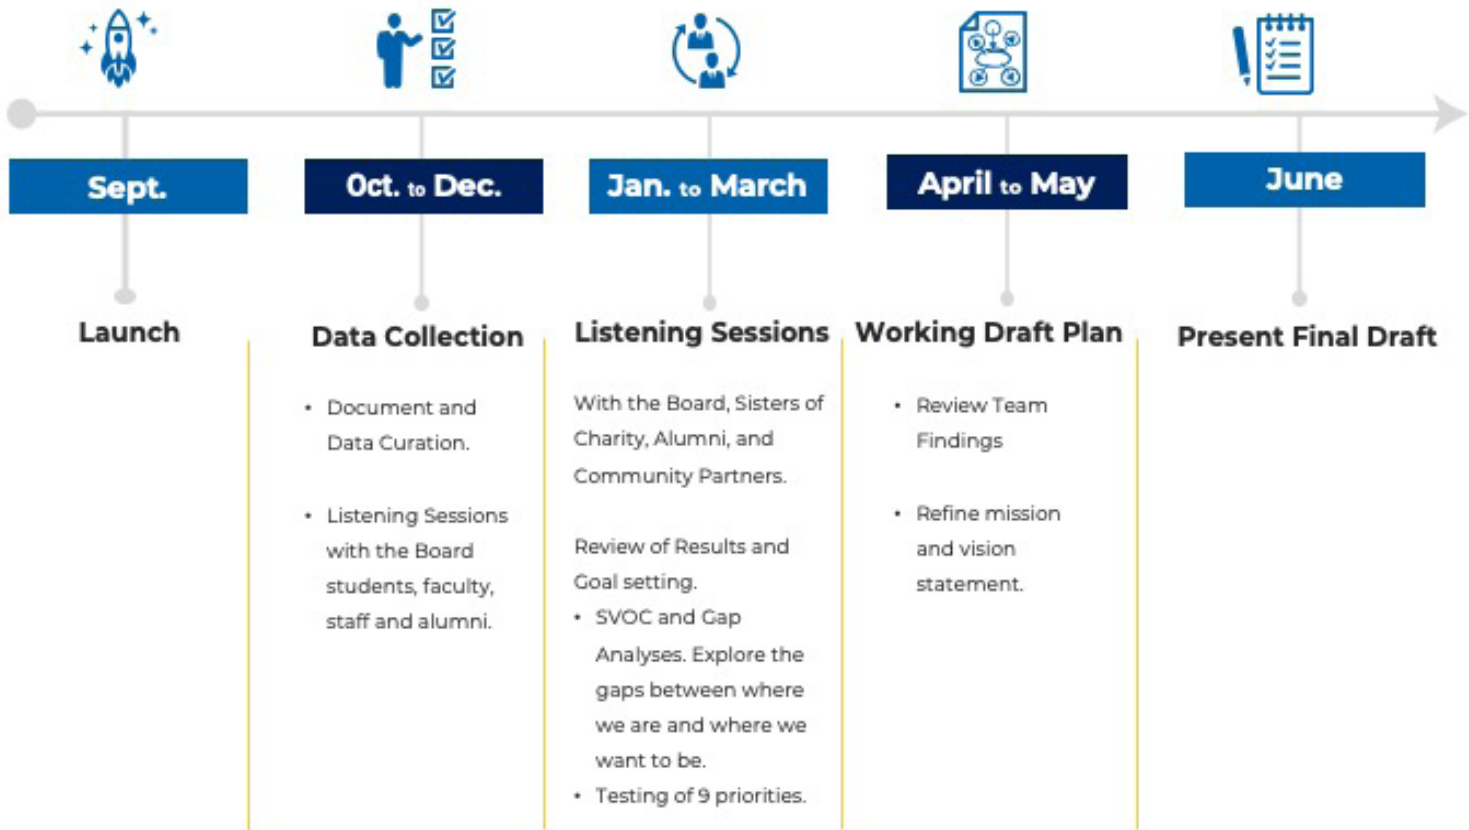 Sept.
Oct. to Dec.
Jan. to March
April to May
June
Launch
Data Collection
• Document and
Data Curation.
• Listening Sessions
with the Board
students, faculty,
staff and alumni.
Listening Sessions
With the Board, Sisters of
Charity, Alumni, and
Community Partners.
Review of Results and
Goal setting.
• SVOC and Gap
Analyses. Explore the
gaps between where
we are and where we
want to be.
• Testing of 9 priorities.
Working Draft Plan
• Review Team
Findings
• Refine mission
and vision
statement.
Present Final Draft